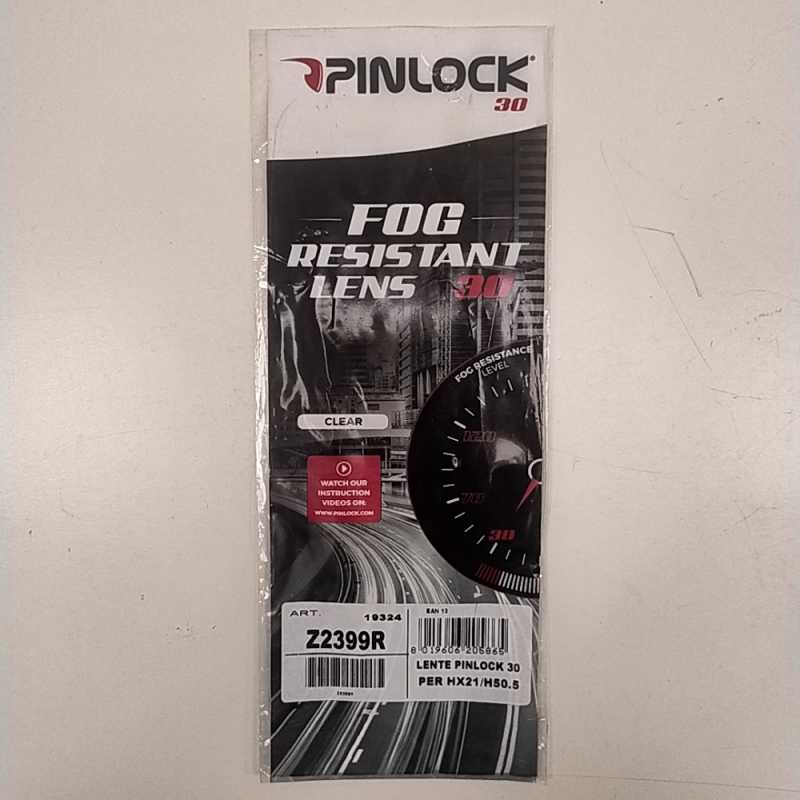 PINLOCK®
30
FOG
RESISTANT
LENS 30
FOG RESISTANCE
LEVEL
120
70
30
CLEAR
WATCH OUR
INSTRUCTION
VIDEOS ON:
WWW.PINLOCK.COM
ART. 19324
Z2399R
EAN 13
8 019606 205865
LENTE PINLOCK 30
PER HX21/H50.5